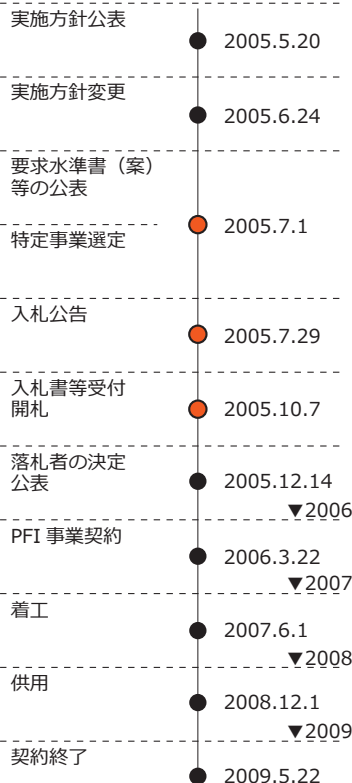 実施方針公表
2005.5.20
実施方針変更
2005.6.24
要求水準書（案）
等の公表
2005.7.1
特定事業選定
入札公告
2005.7.29
入札書等受付
開札
2005.10.7
落札者の決定
公表
2005.12.14
▼2006
PFI 事業契約
2006.3.22
▼2007
着工
2007.6.1
▼2008
供用
2008.12.1
▼2009
契約終了
2009.5.22